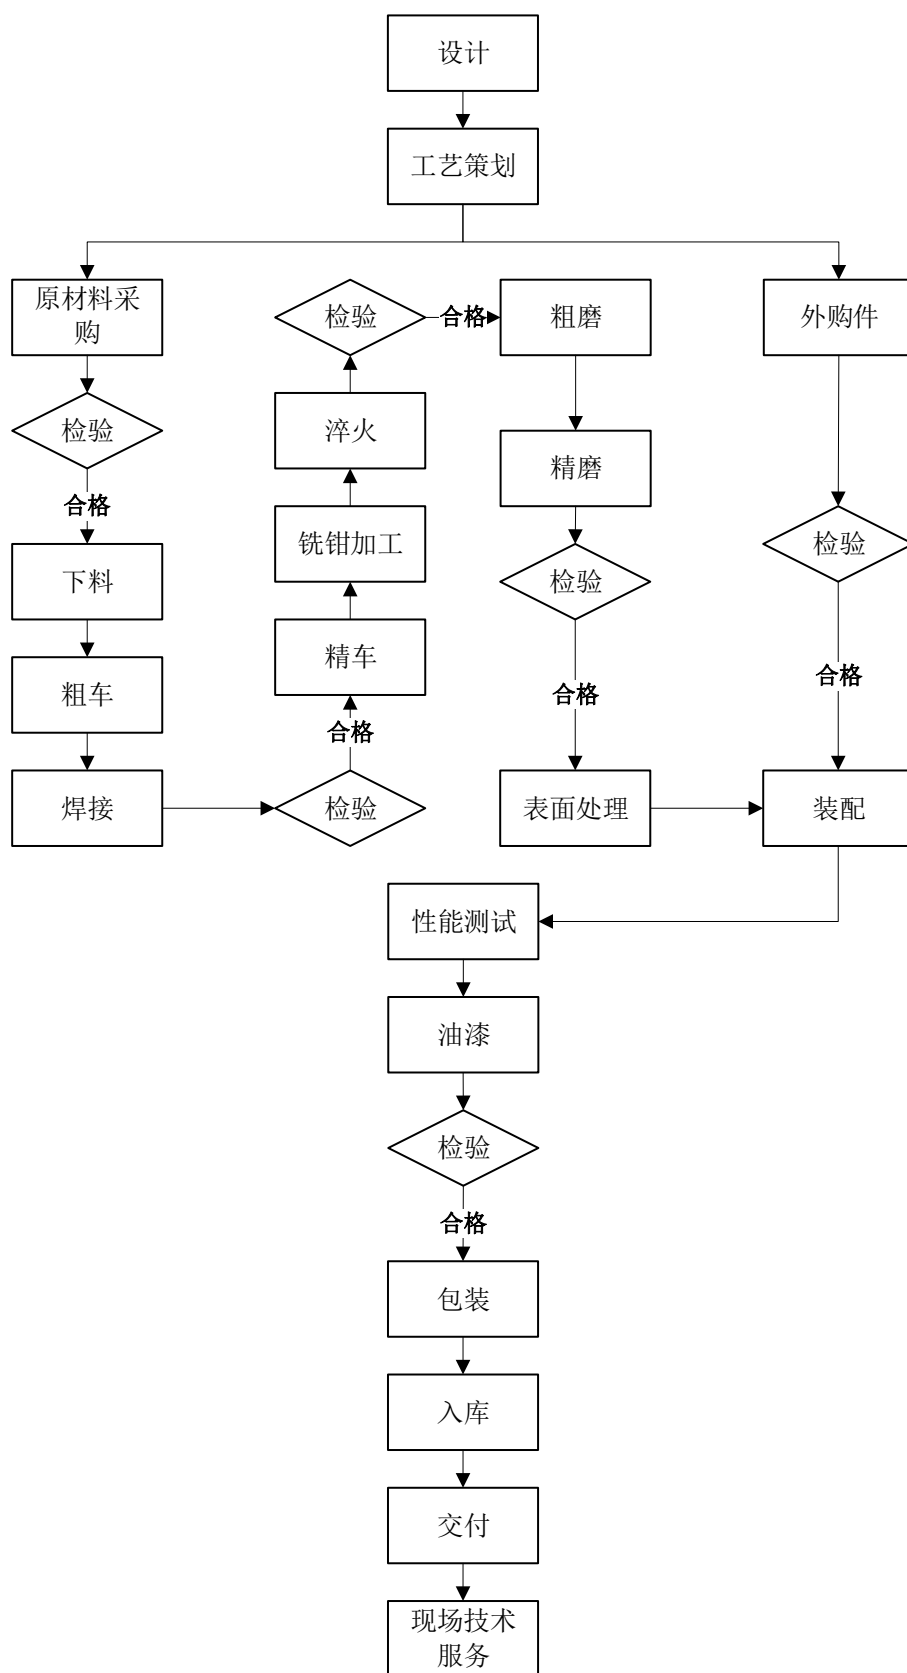 设计
工艺策划
原材料采
购
检验
合格
下料
粗车
焊接
检验
合格
精车
铣钳加工
淬火
检验
合格
粗磨
精磨
检验
合格
表面处理
外购件
检验
合格
装配
性能测试
油漆
检验
合格
包装
入库
交付
现场技术
服务